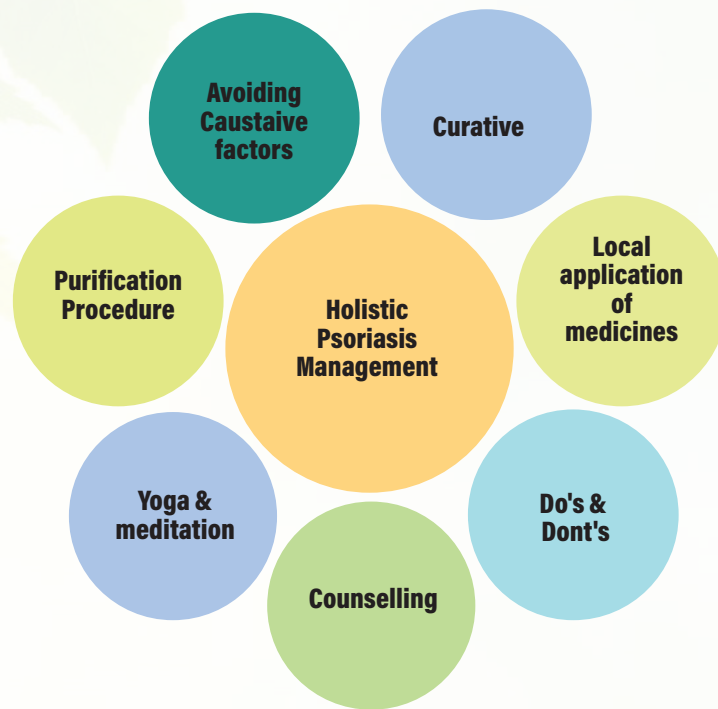 Avoiding
Caustaive
factors
Curative
Purification
Procedure
Holistic
Psoriasis
Management
Local
application
of
medicines
Yoga &
meditation
Do's &
Dont's
Counselling